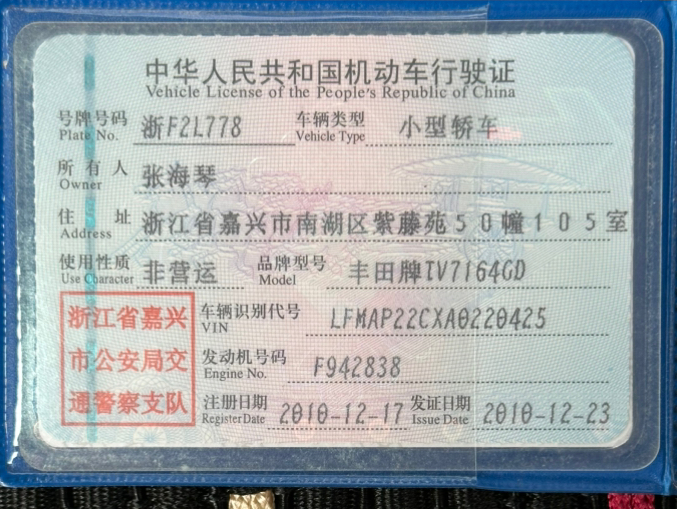 中华人民共和国机动车行驶证
Vehicle License of the People's Republic of China
号牌号码 浙F2L778 车辆类型 小型轿车
Plate No. Vehicle Type
所有人 张海琴
Owner
住址 浙江省嘉兴市南湖区紫藤苑50幢105室
Address
使用性质 非营运 品牌型号 丰田牌TV7164GD
Use Character Model
浙江省嘉兴 车辆识别代号 LFMAP22CXA0220425
VIN
市公安局交 发动机号码 F942838
Engine No.
通警察支队 注册日期 2010-12-17 发证日期 2010-12-23
Register Date Issue Date